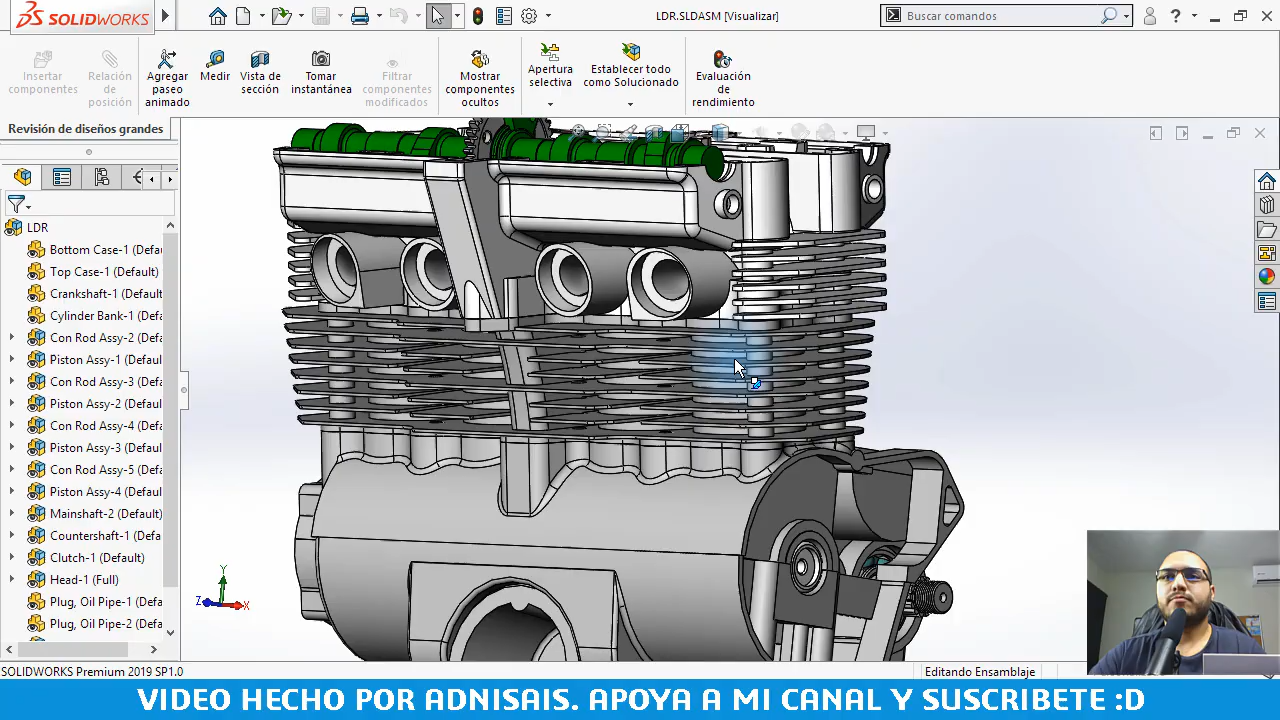 SOLIDWORKS
LDR.SLDASM [Visualizar]
Buscar comandos
Insertar componentes
Relación de posición
Agregar paseo animado
Medir
Vista de sección
Tomar instantánea
Filtrar componentes modificados
Mostrar componentes ocultos
Apertura selectiva
Establecer todo como Solucionado
Evaluación de rendimiento
Revisión de diseños grandes
LDR
Bottom Case-1 (Defau
Top Case-1 (Default)
Crankshaft-1 (Default
Cylinder Bank-1 (Defa
Con Rod Assy-2 (Defa
Piston Assy-1 (Defaul
Con Rod Assy-3 (Defa
Piston Assy-2 (Defaul
Con Rod Assy-4 (Defa
Piston Assy-3 (Defaul
Con Rod Assy-5 (Defa
Piston Assy-4 (Defaul
Mainshaft-2 (Default)
Countershaft-1 (Defa
Clutch-1 (Default)
Head-1 (Full)
Plug, Oil Pipe-1 (Defa
Plug, Oil Pipe-2 (Defa
Y
Z
X
SOLIDWORKS Premium 2019 SP1.0
Editando Ensamblaje
VIDEO HECHO POR ADNISAIS. APOYA A MI CANAL Y SUSCRIBETE :D